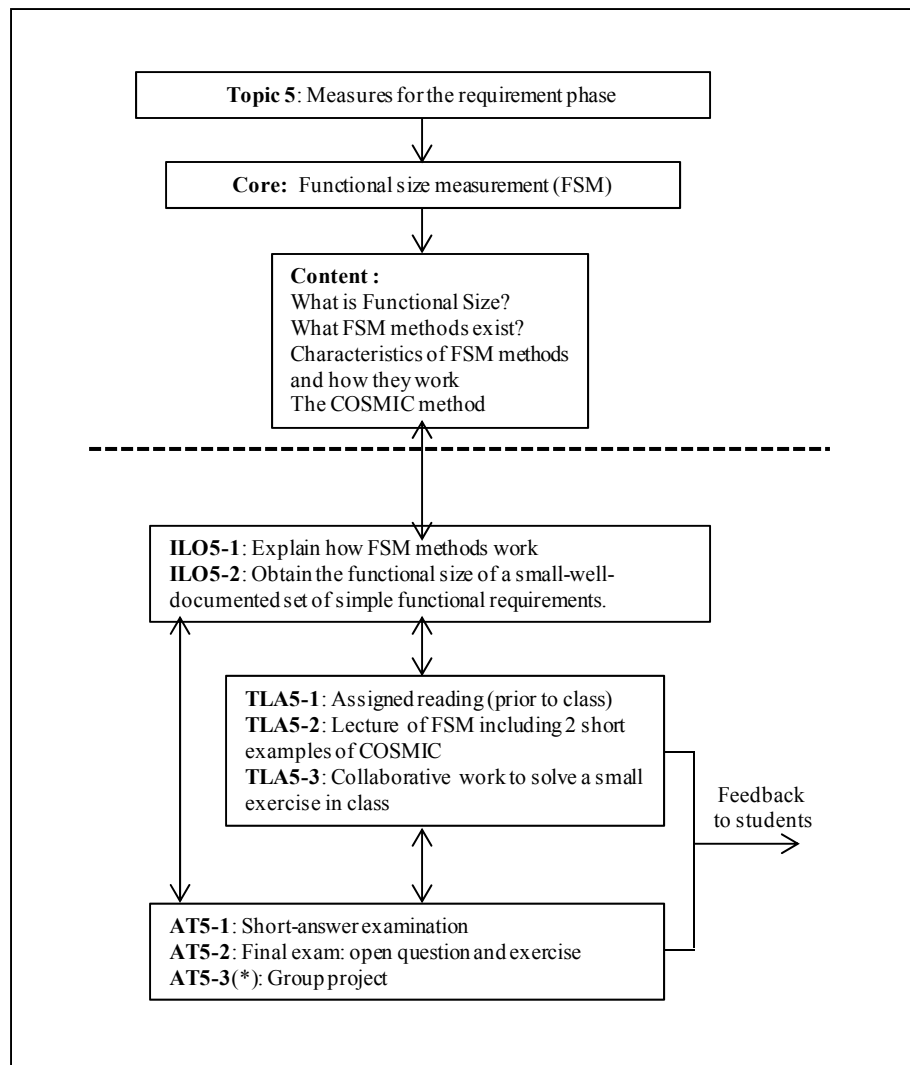 Topic 5: Measures for the requirement phase
Core: Functional size measurement (FSM)
Content :
What is Functional Size?
What FSM methods exist?
Characteristics of FSM methods
and how they work
The COSMIC method
ILO5-1: Explain how FSM methods work
ILO5-2: Obtain the functional size of a small-well-
documented set of simple functional requirements.
TLA5-1: Assigned reading (prior to class)
TLA5-2: Lecture of FSM including 2 short
examples of COSMIC
TLA5-3: Collaborative work to solve a small
exercise in class
Feedback
to students
AT5-1: Short-answer examination
AT5-2: Final exam: open question and exercise
AT5-3(*): Group project